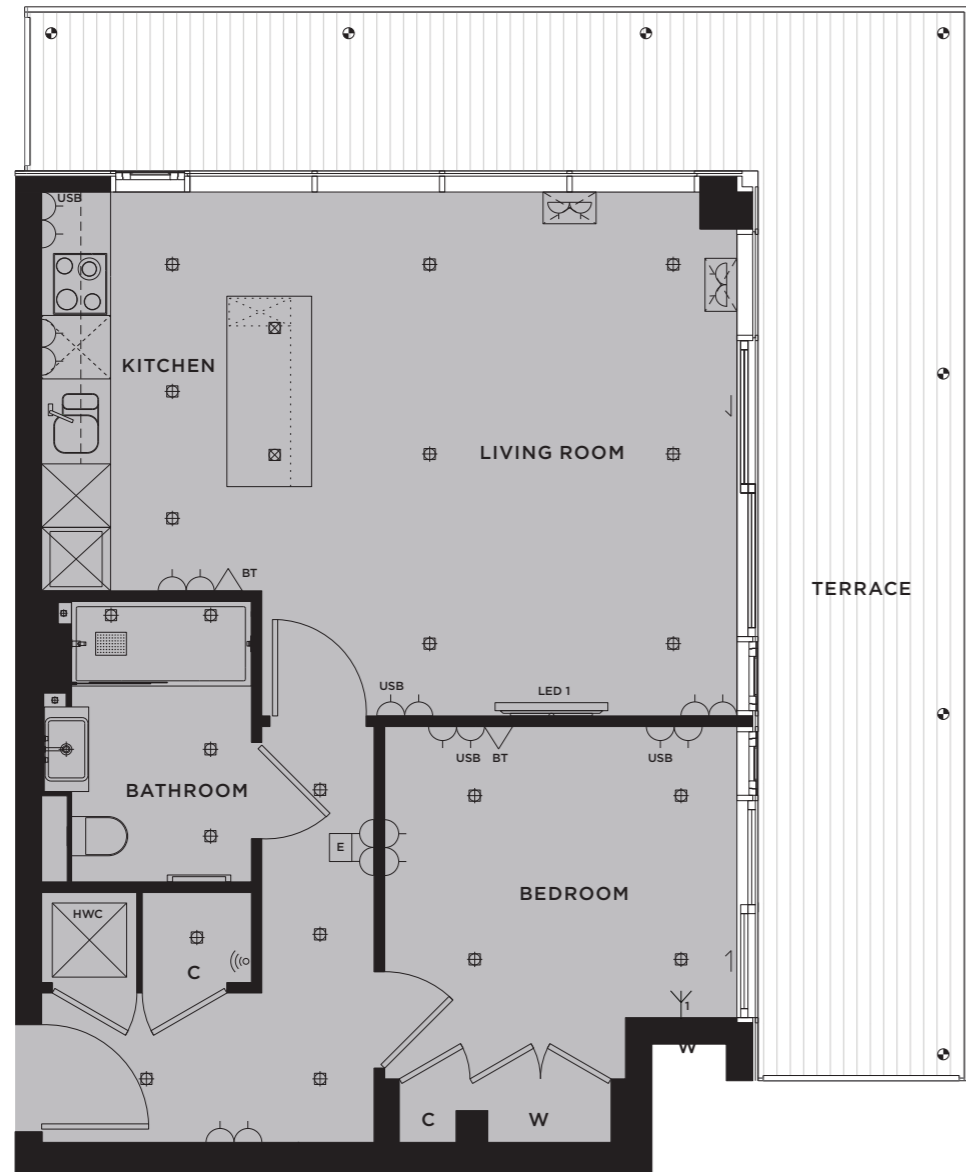 USB
KITCHEN
LIVING ROOM
BT
TERRACE
USB
LED 1
USB BT
USB
BATHROOM
E
BEDROOM
HWC
C
1
W
C
W